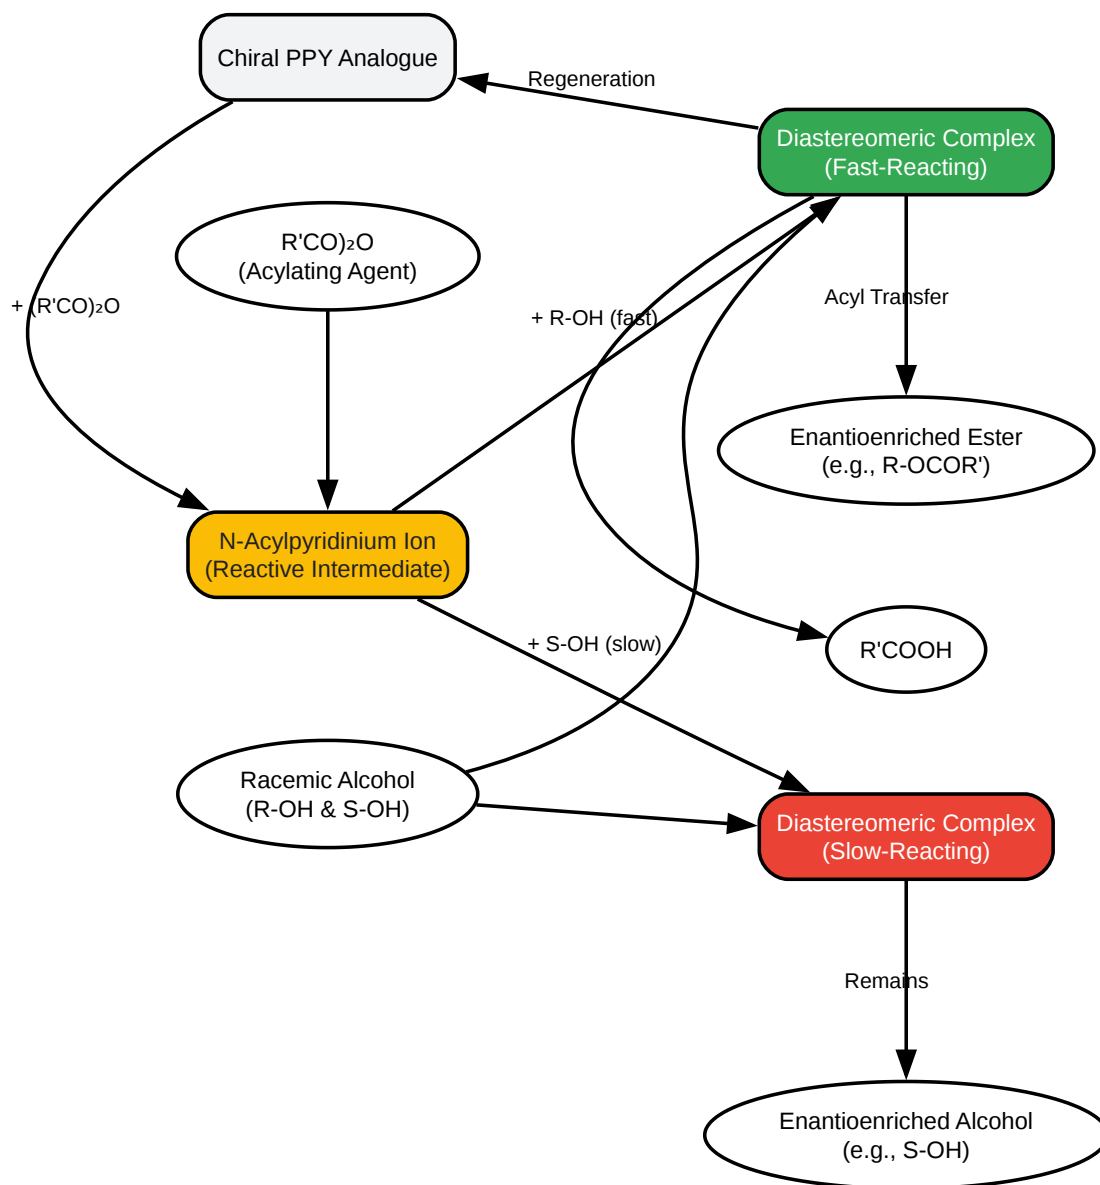 Chiral PPY Analogue
Regeneration
Diastereomeric Complex
(Fast-Reacting)
R'CO)₂O
(Acylating Agent)
+ (R'CO)₂O
+ R-OH (fast)
Acyl Transfer
Enantioenriched Ester
(e.g., R-OCOR')
N-Acylpyridinium Ion
(Reactive Intermediate)
+ S-OH (slow)
R'COOH
Racemic Alcohol
(R-OH & S-OH)
Diastereomeric Complex
(Slow-Reacting)
Remains
Enantioenriched Alcohol
(e.g., S-OH)